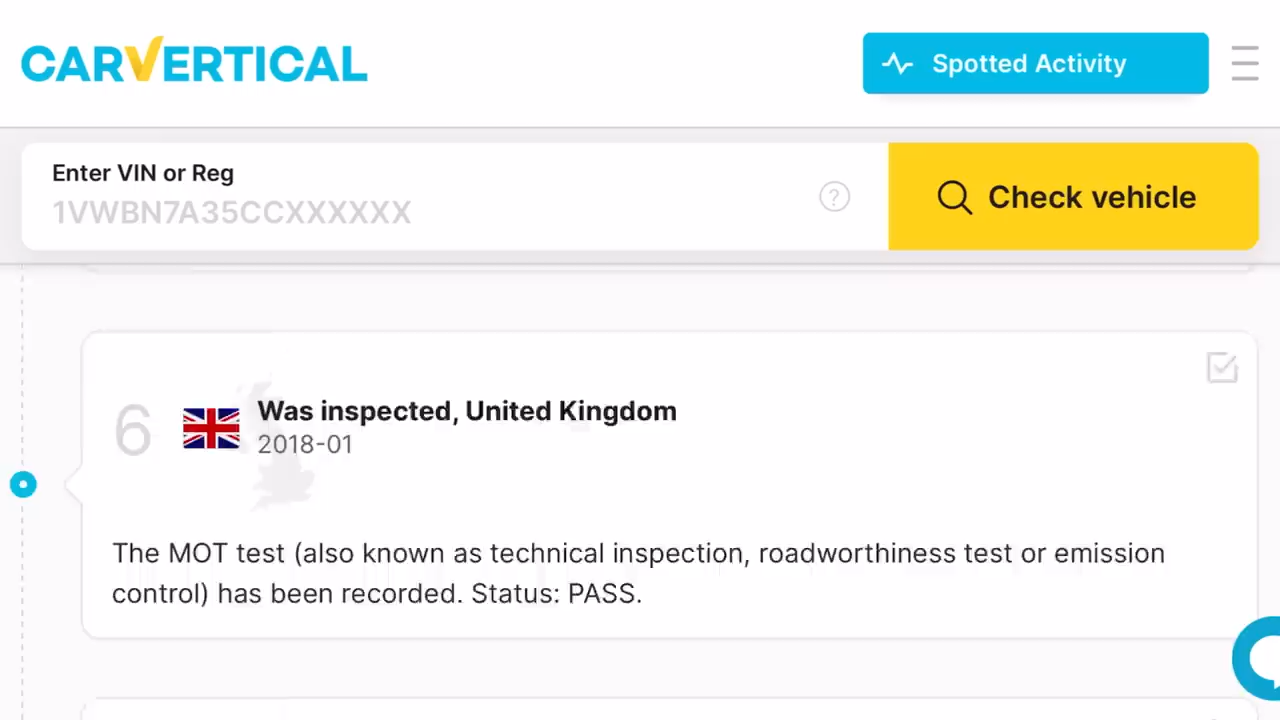 CARVERTICAL
Spotted Activity
Enter VIN or Reg
1VWBN7A35CCXXXXXX
?
Check vehicle
6
Was inspected, United Kingdom
2018-01
The MOT test (also known as technical inspection, roadworthiness test or emission
control) has been recorded. Status: PASS.